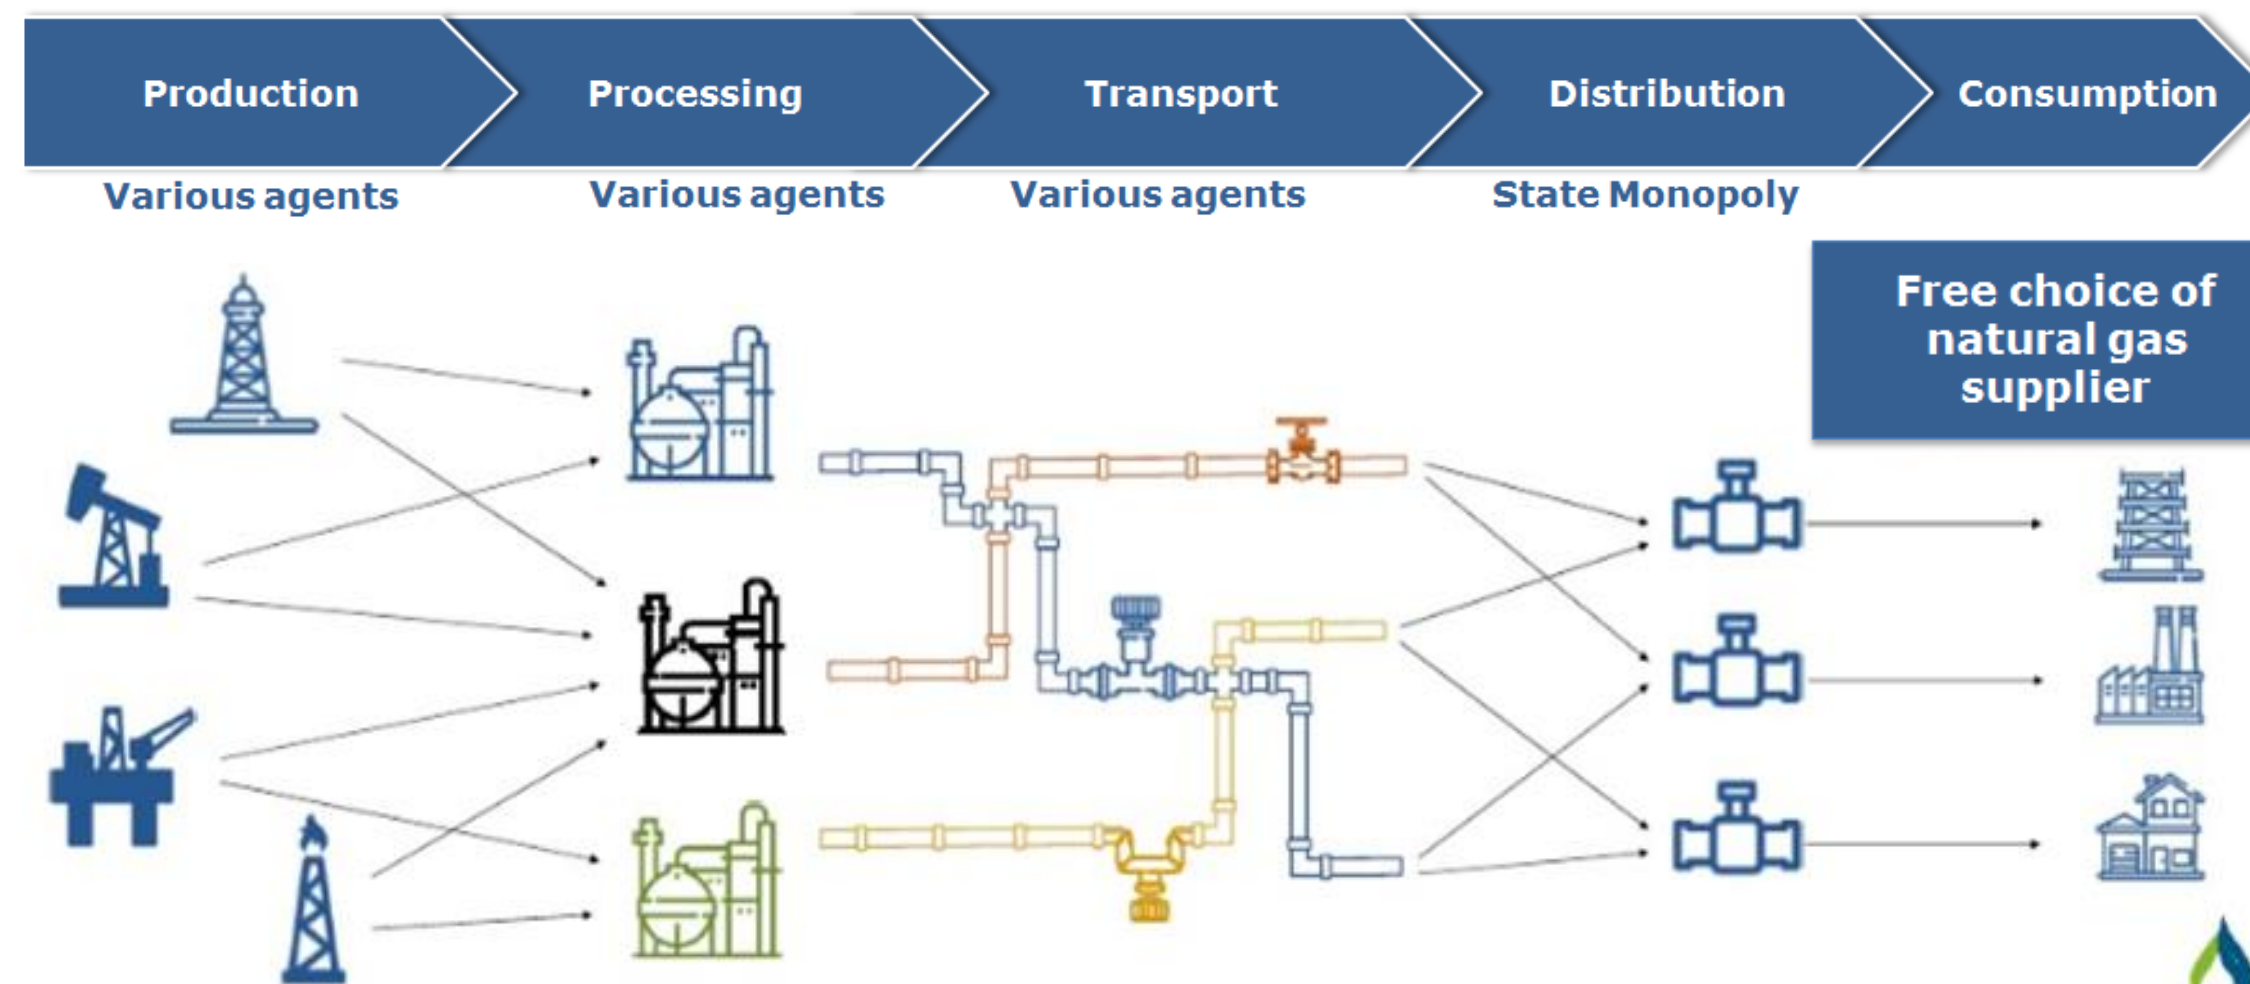 Production
Processing
Transport
Distribution
Consumption
Various agents
Various agents
Various agents
State Monopoly
Free choice of
natural gas
supplier